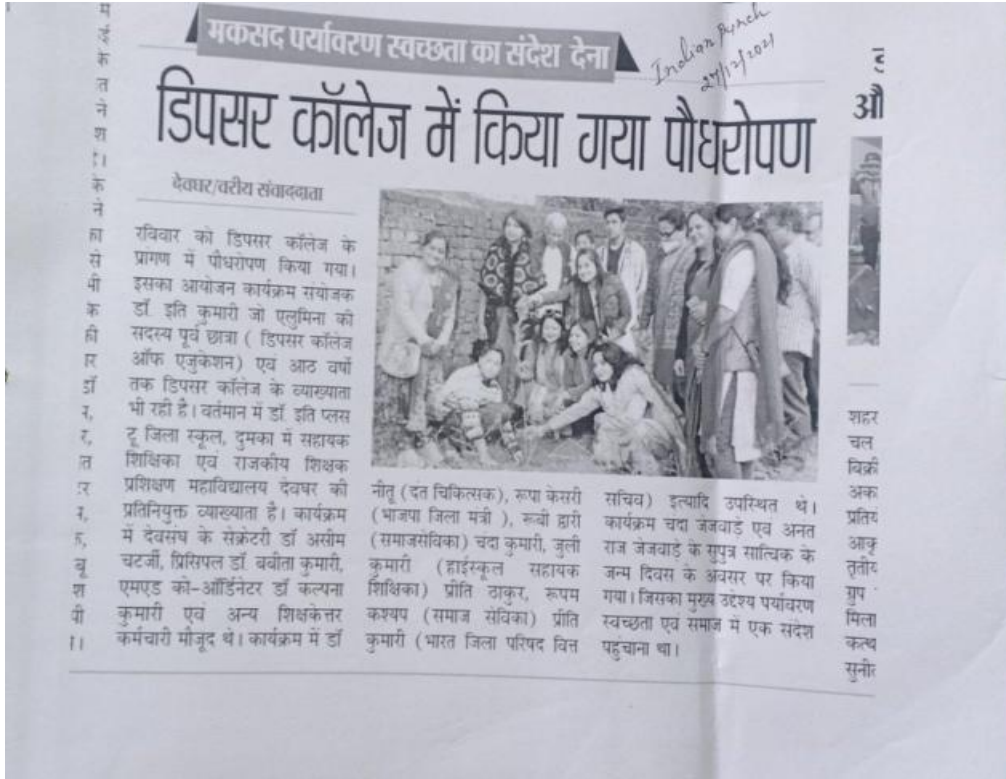 मकसद पर्यावरण स्वच्छता का संदेश देना
Indian Punch
27/12/2021
डिपसर कॉलेज में किया गया पौधरोपण
देवघर/वरीय संवाददाता
रविवार को डिपसर कॉलेज के
प्रागण में पौधरोपण किया गया।
इसका आयोजन कार्यक्रम संयोजक
डॉ. इति कुमारी जो एलुमिना की
सदस्य पूर्व छात्रा ( डिपसर कॉलेज
ऑफ एजुकेशन) एवं आठ वर्षो
तक डिपसर कॉलेज के व्याख्याता
भी रही है। वर्तमान में डॉ. इति प्लस
टू जिला स्कूल, दुमका में सहायक
शिक्षिका एवं राजकीय शिक्षक
प्रशिक्षण महाविद्यालय देवघर की
प्रतिनियुक्त व्याख्याता है। कार्यक्रम
में देवसंघ के सेक्रेटरी डॉ असीम
चटर्जी, प्रिसिपल डॉ. बबीता कुमारी,
एमएड को-ऑर्डिनेटर डॉ कल्पना
कुमारी एवं अन्य शिक्षकेत्तर
कर्मचारी मौजूद थे। कार्यक्रम में डॉ
नीतू (दंत चिकित्सक), रूपा केसरी
(भाजपा जिला मंत्री ), रूबी द्वारी
(समाजसेविका) चंदा कुमारी, जुली
कुमारी (हाईस्कूल सहायक
शिक्षिका) प्रीति ठाकुर, रूपम
कश्यप (समाज सेविका) प्रीति
कुमारी (भारत जिला परिषद वित्त
सचिव) इत्यादि उपस्थित थे।
कार्यक्रम चंदा जेजवाड़े एवं अनत
राज जेजवाड़े के सुपुत्र सात्विक के
जन्म दिवस के अवसर पर किया
गया। जिसका मुख्य उद्देश्य पर्यावरण
स्वच्छता एवं समाज में एक संदेश
पहुंचाना था।
औ
शहर
चल
विक्री
अक
प्रतिय
आकृ
तृतीय
ग्रुप
मिला
कत्थ
सुनीत